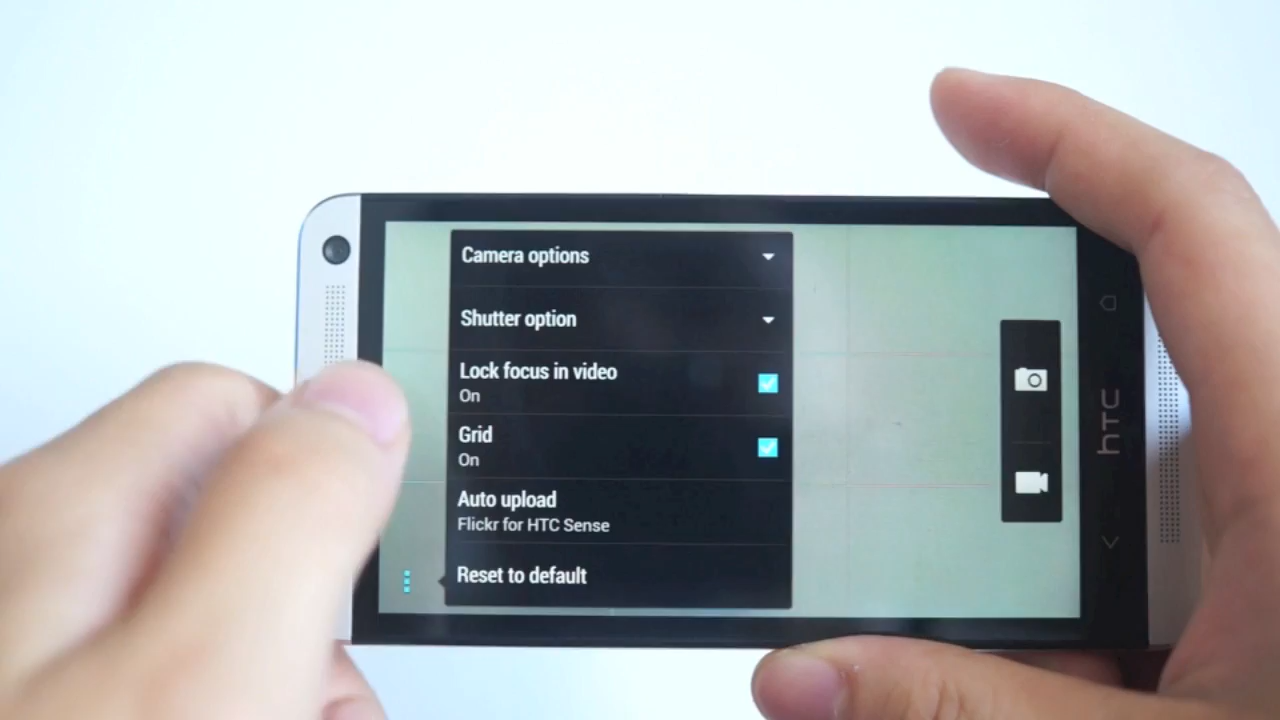 Camera options
Shutter option
Lock focus in video
On
Grid
On
Auto upload
Flickr for HTC Sense
Reset to default
hTC